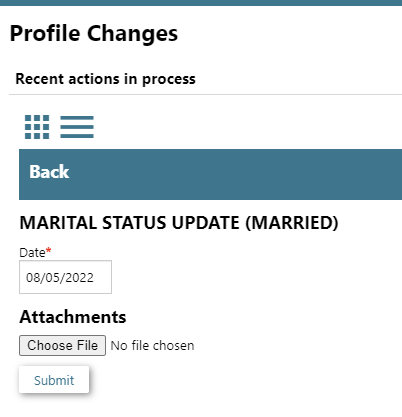 Profile Changes
Recent actions in process
Back
MARITAL STATUS UPDATE (MARRIED)
Date*
08/05/2022
Attachments
Choose File No file chosen
Submit